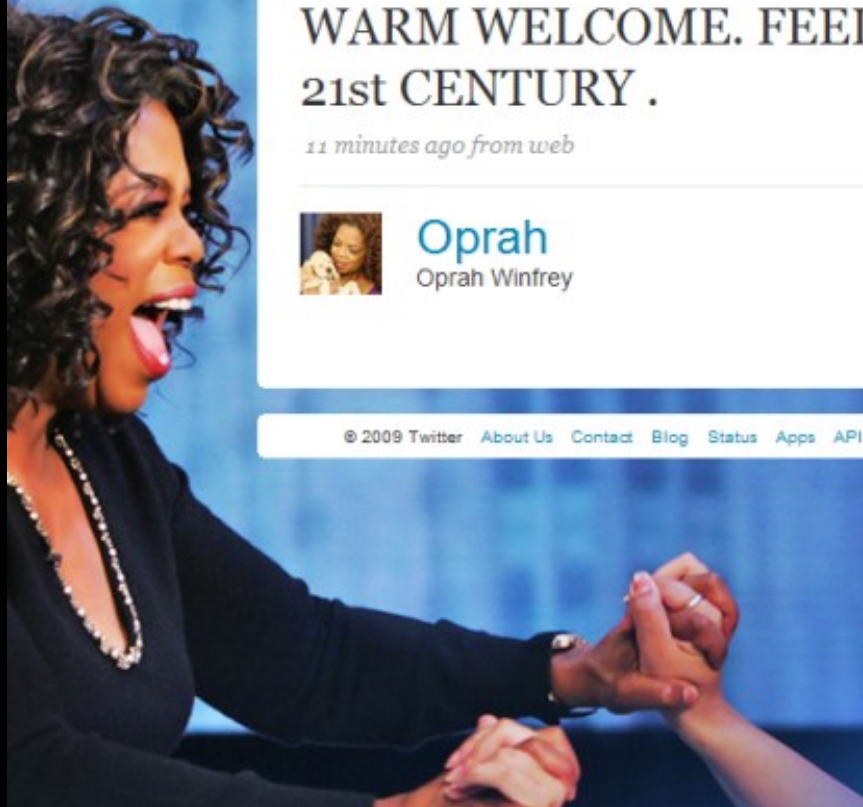 WARM WELCOME. FEEL
21st CENTURY .
11 minutes ago from web
Oprah
Oprah Winfrey
© 2009 Twitter About Us Contact Blog Status Apps API